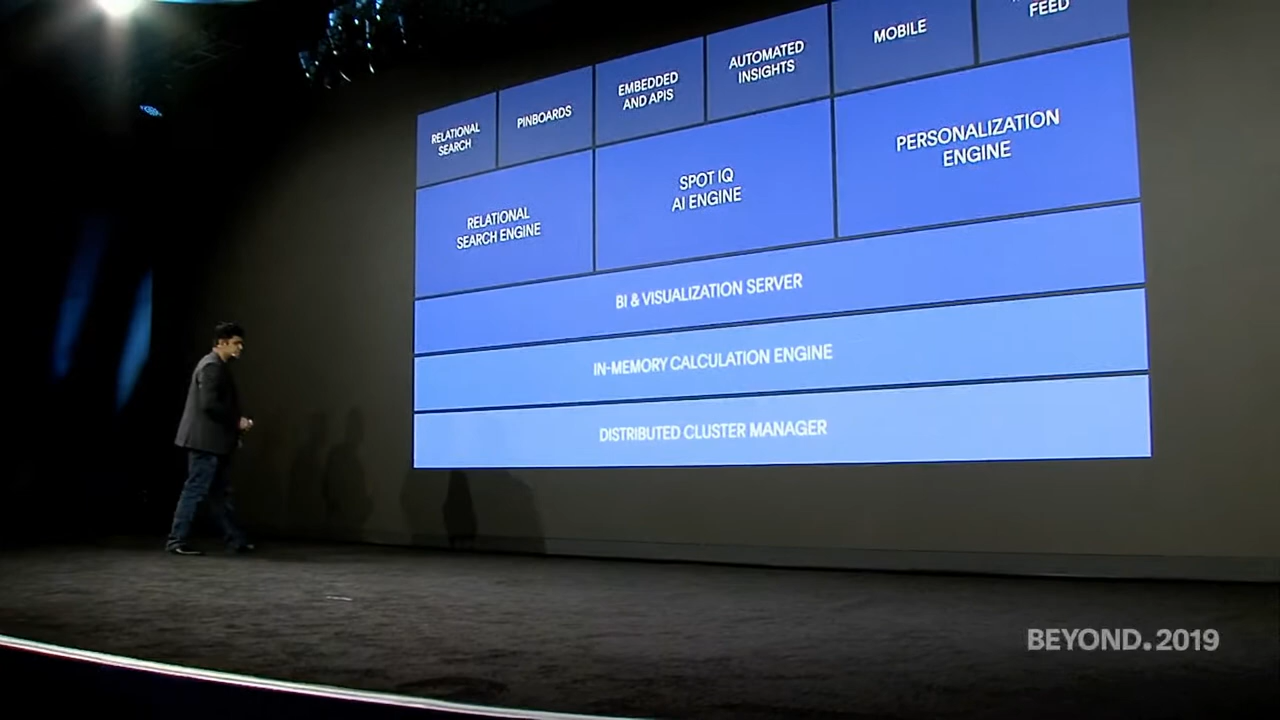 RELATIONAL
SEARCH
PINBOARDS
EMBEDDED
AND APIS
AUTOMATED
INSIGHTS
MOBILE
FEED
RELATIONAL
SEARCH ENGINE
SPOT IQ
AI ENGINE
PERSONALIZATION
ENGINE
BI & VISUALIZATION SERVER
IN-MEMORY CALCULATION ENGINE
DISTRIBUTED CLUSTER MANAGER
BEYOND.2019